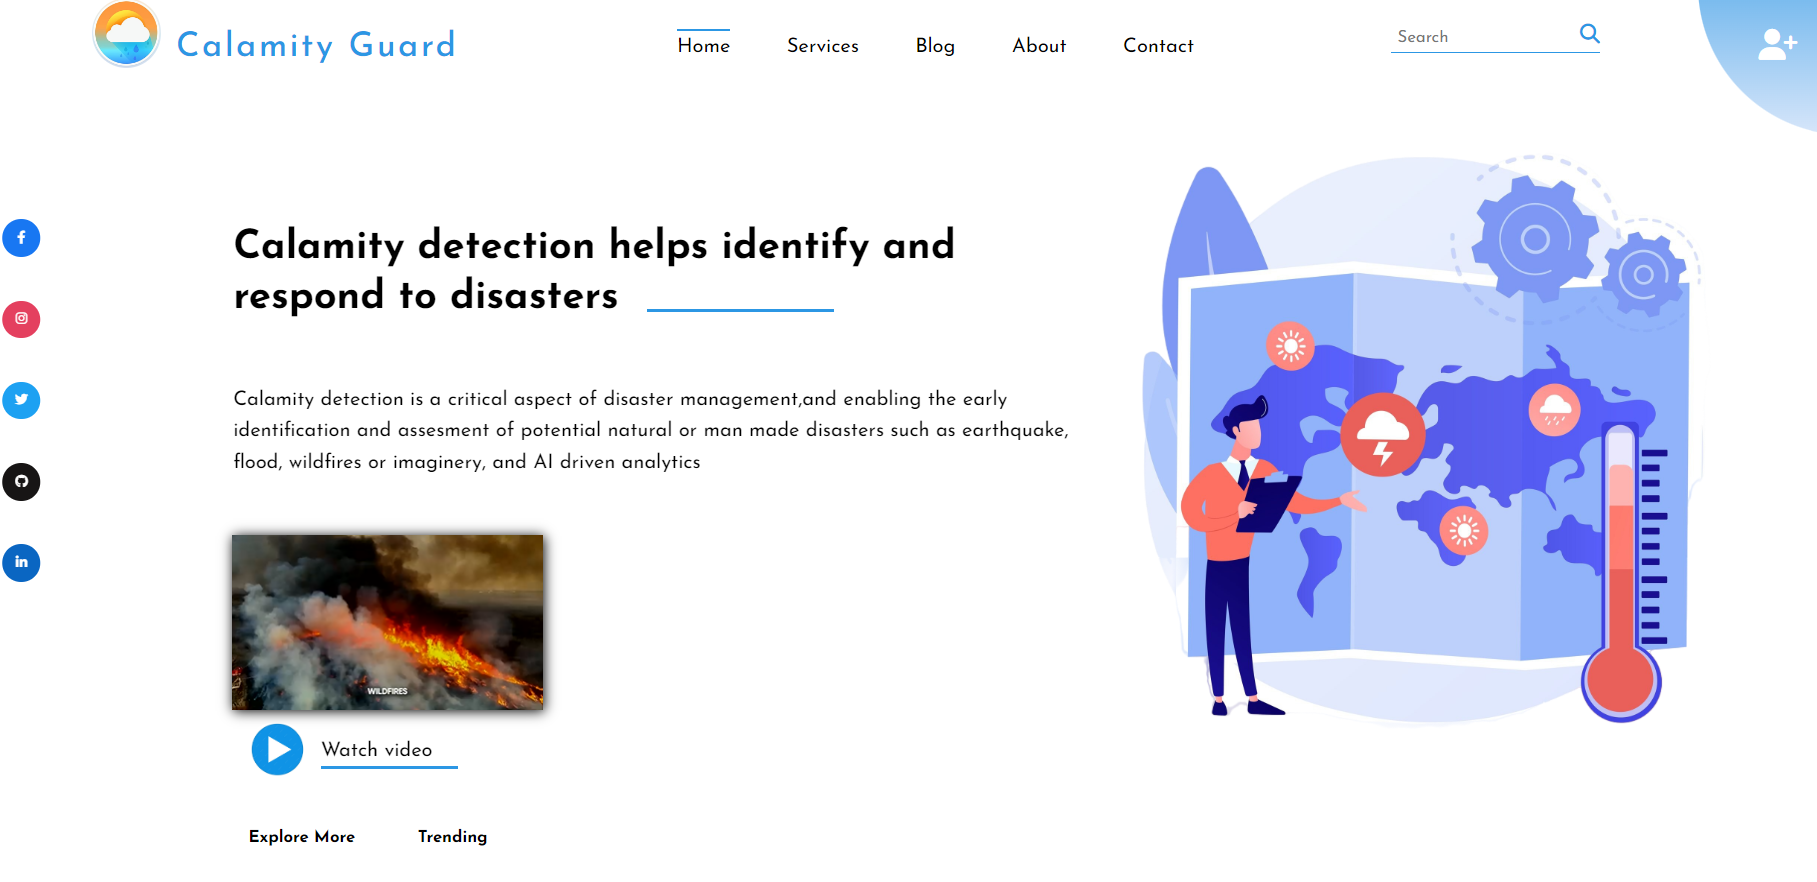 Calamity Guard
Home
Services
Blog
About
Contact
Search
Calamity detection helps identify and
respond to disasters
Calamity detection is a critical aspect of disaster management,and enabling the early
identification and assesment of potential natural or man made disasters such as earthquake,
flood, wildfires or imaginery, and AI driven analytics
WILDFIRES
Watch video
Explore More
Trending